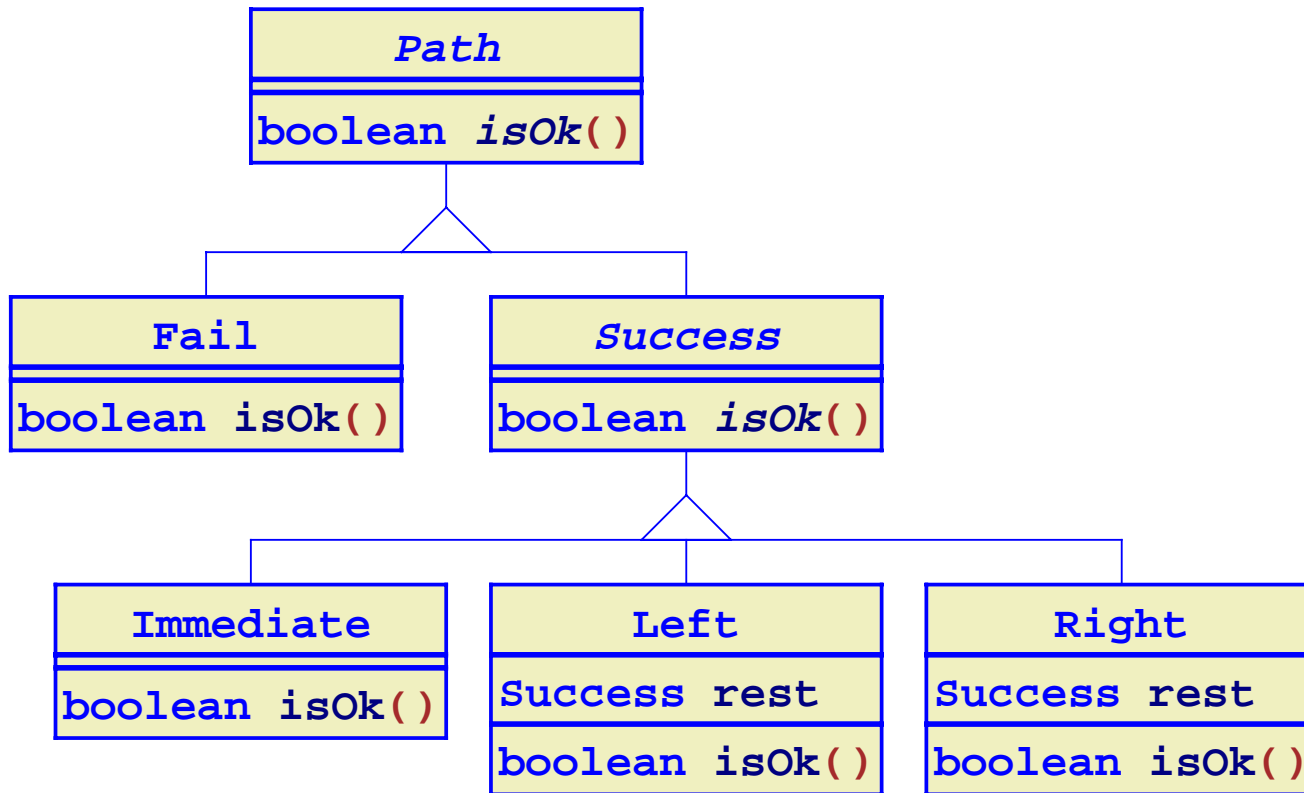 Path
boolean isOk()
Fail
boolean isOk()
Success
boolean isOk()
Immediate
boolean isOk()
Left
Success rest
boolean isOk()
Right
Success rest
boolean isOk()